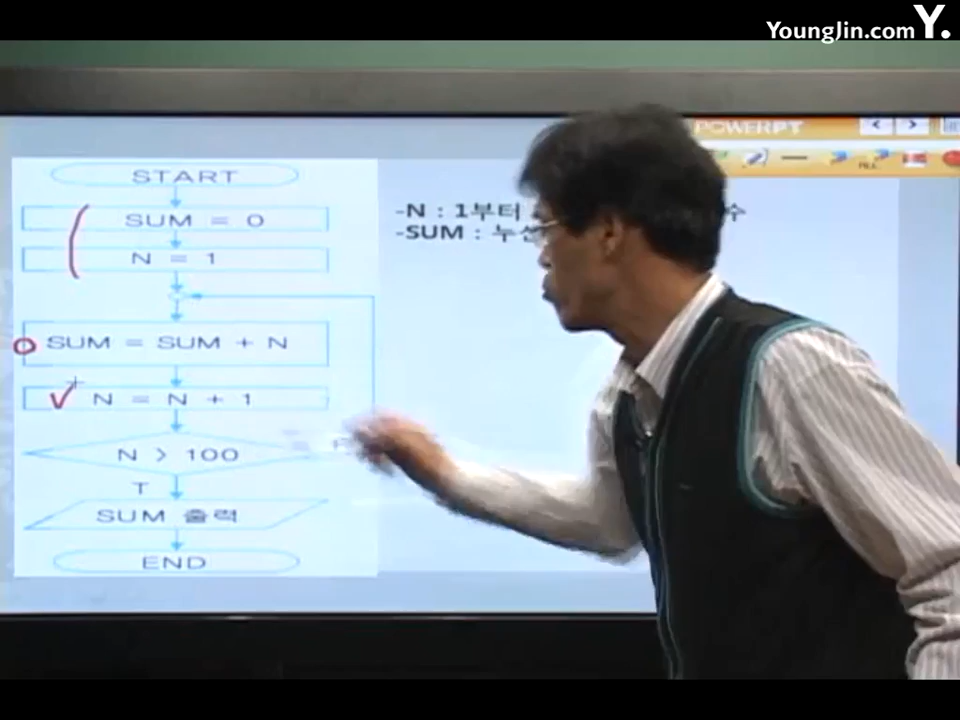 YoungJin.com Y.
POWERPT
START
SUM = 0
N = 1
SUM = SUM + N
N = N + 1
N > 100
T
SUM 출력
END
-N : 1부터 수
-SUM :